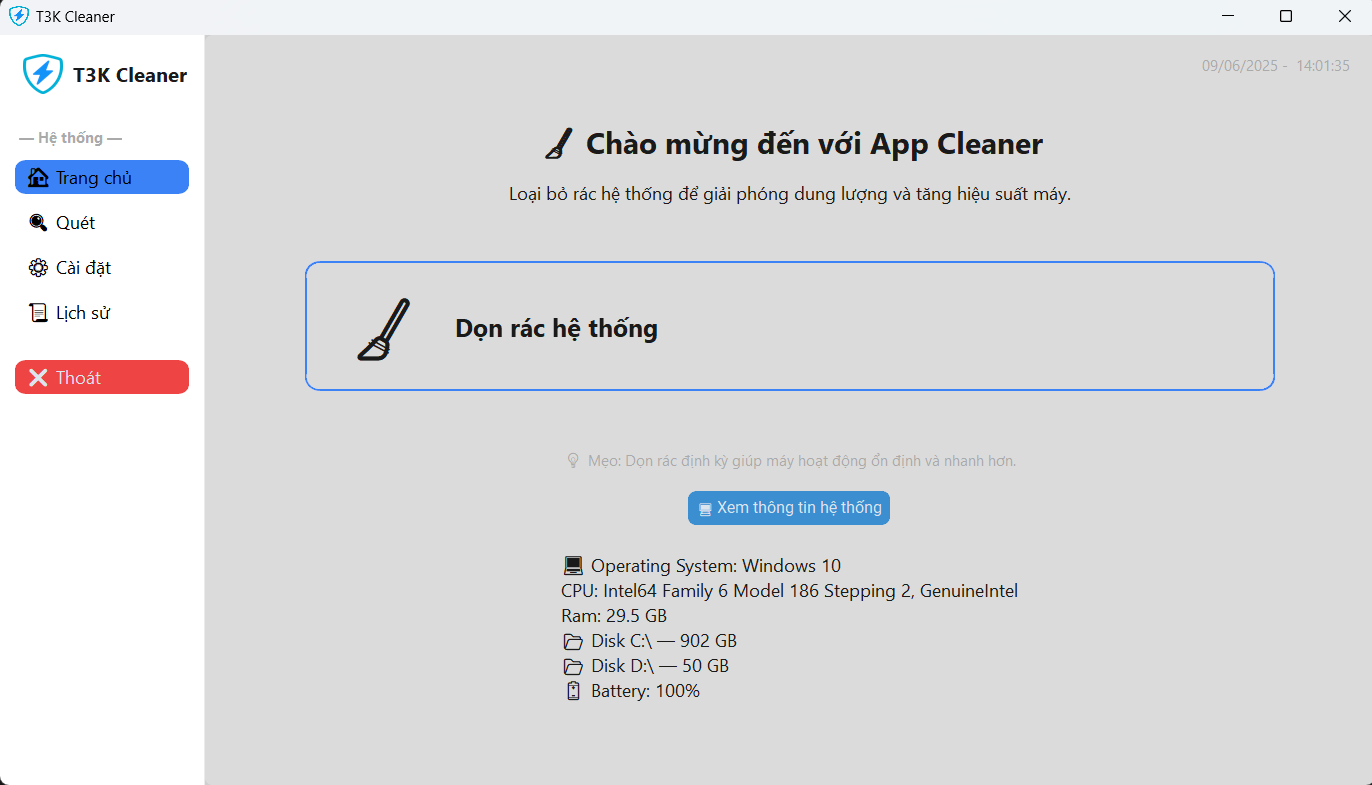 T3K Cleaner
T3K Cleaner
— Hệ thống —
Trang chủ
Quét
Cài đặt
Lịch sử
Thoát
09/06/2025 - 14:01:35
Chào mừng đến với App Cleaner
Loại bỏ rác hệ thống để giải phóng dung lượng và tăng hiệu suất máy.
Dọn rác hệ thống
Mẹo: Dọn rác định kỳ giúp máy hoạt động ổn định và nhanh hơn.
Xem thông tin hệ thống
Operating System: Windows 10
CPU: Intel64 Family 6 Model 186 Stepping 2, GenuineIntel
Ram: 29.5 GB
Disk C:\ — 902 GB
Disk D:\ — 50 GB
Battery: 100%